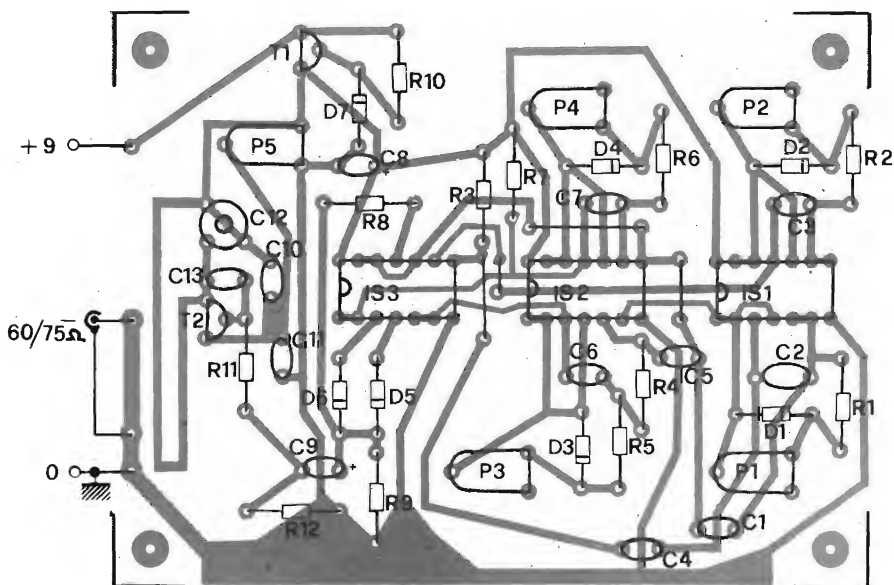 T1
R10
D7
P4
P2
+9
P5
C8
+
D4
R6
D2
R2
R3
R7
C7
C3
C12
R8
C10
C13
IS3
IS2
IS1
60/75Ω
T2
C11
R11
C6
C5
C2
R4
D6
D5
R1
D1
D3
R5
C9
+
P3
P1
0
R9
R12
C1
C4